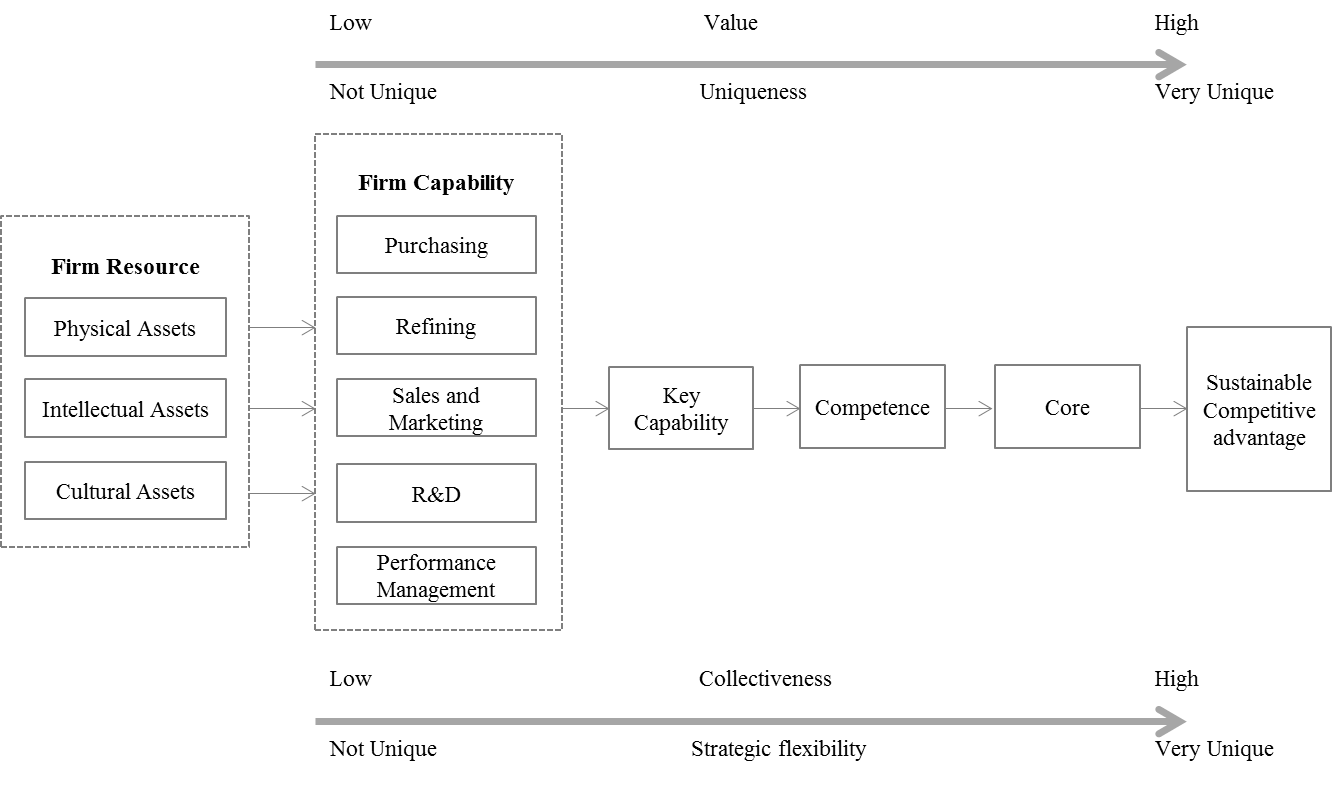 Low Value High
Not Unique Uniqueness Very Unique
Firm Resource
Physical Assets
Intellectual Assets
Cultural Assets
Firm Capability
Purchasing
Refining
Sales and
Marketing
R&D
Performance
Management
Key
Capability
Competence
Core
Sustainable
Competitive
advantage
Low Collectiveness High
Not Unique Strategic flexibility Very Unique